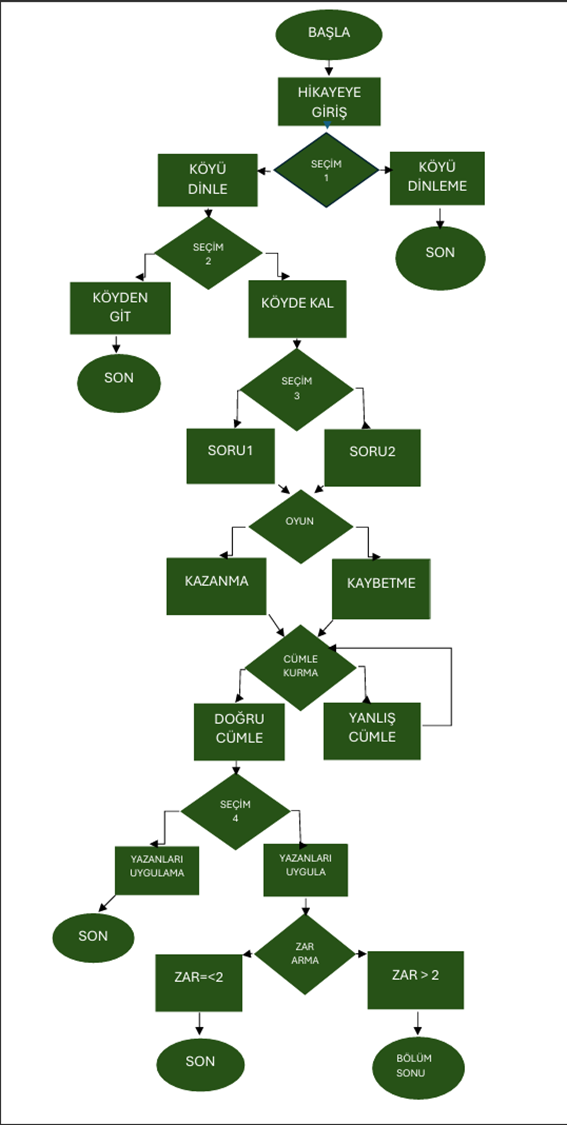 BAŞLA
HİKAYEYE
GİRİŞ
SEÇİM
1
KÖYÜ
DİNLE
KÖYÜ
DİNLEME
SEÇİM
2
SON
KÖYDEN
GİT
KÖYDE KAL
SON
SEÇİM
3
SORU1
SORU2
OYUN
KAZANMA
KAYBETME
CÜMLE
KURMA
DOĞRU
CÜMLE
YANLIŞ
CÜMLE
SEÇİM
4
YAZANLARI
UYGULAMA
YAZANLARI
UYGULA
SON
ZAR
ARMA
ZAR=<2
ZAR > 2
SON
BÖLÜM
SONU